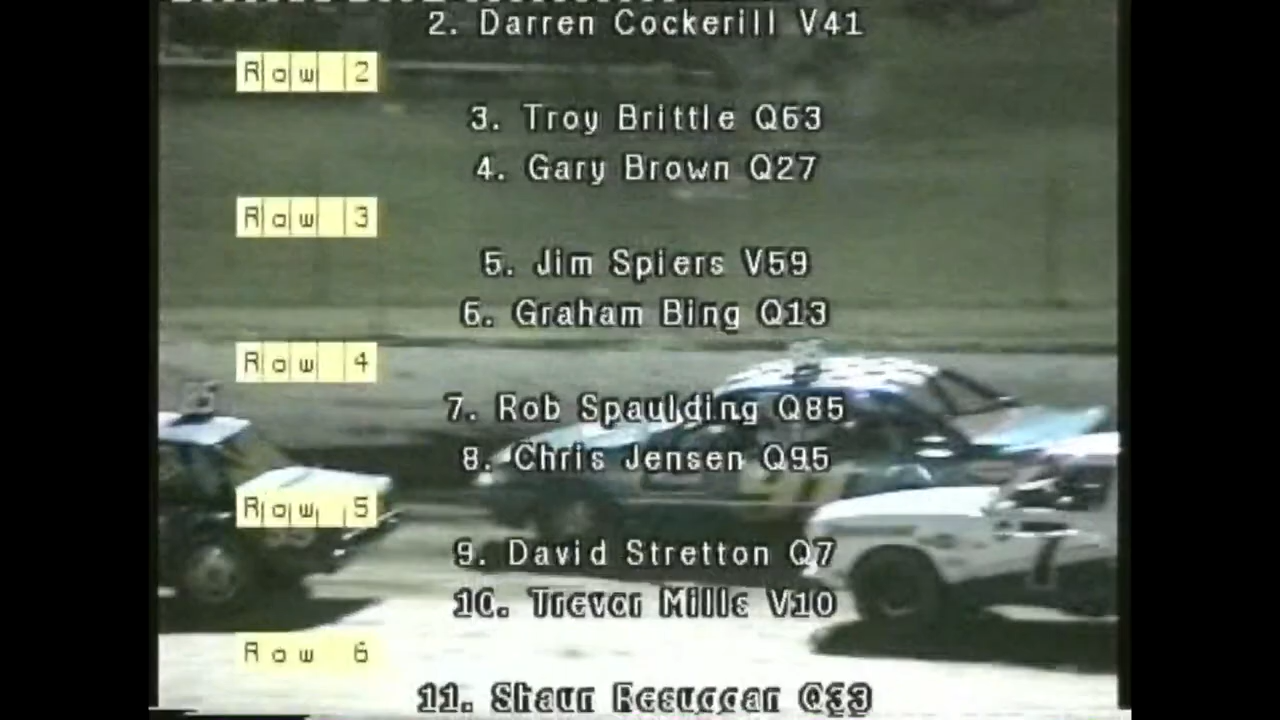 2. Darren Cockerill V41
Row 2
3. Troy Brittle Q63
4. Gary Brown Q27
Row 3
5. Jim Spiers V59
6. Graham Bing Q13
Row 4
7. Rob Spaulding Q85
8. Chris Jensen Q95
Row 5
9. David Stretton Q7
10. Trevor Mills V10
Row 6
11. Shaun